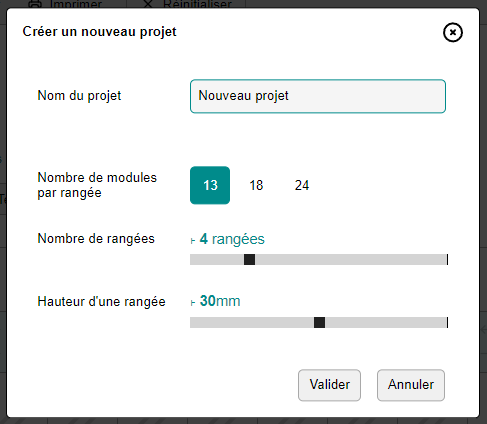 Imprimer Réinitialiser
Créer un nouveau projet
Nom du projet
Nouveau projet
Nombre de modules
par rangée
13 18 24
Nombre de rangées
4 rangées
Hauteur d'une rangée
30mm
Valider Annuler